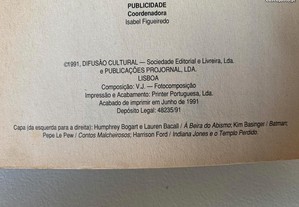 PUBLICIDADE
Coordenadora
Isabel Figueiredo
©1991, DIFUSÃO CULTURAL — Sociedade Editorial e Livreira, Lda.
e PUBLICAÇÕES PROJORNAL, LDA.
LISBOA
Composição: V.J. — Fotocomposição
Impressão e Acabamento: Printer Portuguesa, Lda.
Acabado de imprimir em Junho de 1991
Depósito Legal: 48235/91
Capa (da esquerda para a direita): Humphrey Bogart e Lauren Bacall / À Beira do Abismo; Kim Basinger / Batman;
Pepe Le Pew / Contos Malcheirosos; Harrison Ford / Indiana Jones e o Templo Perdido.